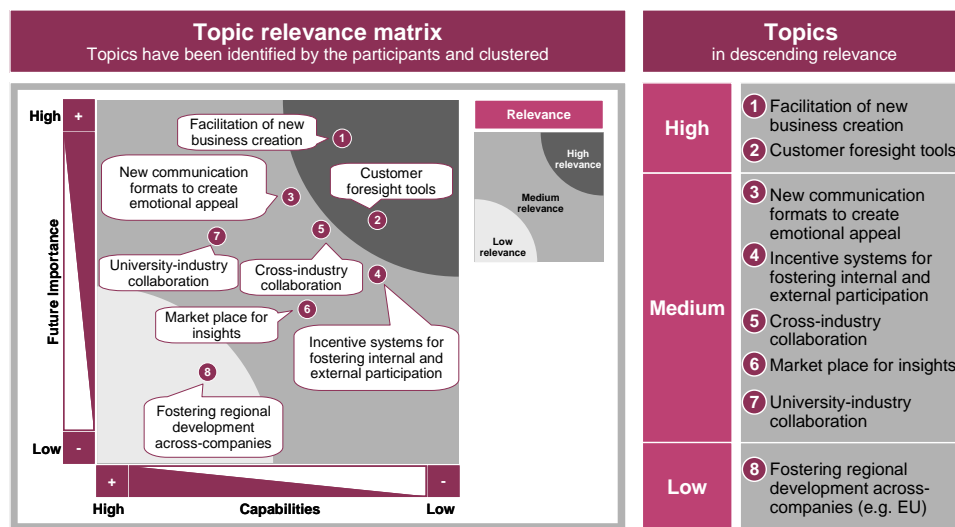 Topic relevance matrix
Topics have been identified by the participants and clustered
High
+
Future Importance
Low
-
Facilitation of new
business creation
1
New communication
formats to create
emotional appeal
3
Customer
foresight tools
2
5
7
University-industry
collaboration
Cross-industry
collaboration
4
Market place for
insights
6
Incentive systems for
fostering internal and
external participation
8
Fostering regional
development
across-companies
Relevance
High
relevance
Medium
relevance
Low
relevance
+
-
High
Capabilities
Low
Topics
in descending relevance
High
1 Facilitation of new
business creation
2 Customer foresight tools
Medium
3 New communication
formats to create
emotional appeal
4 Incentive systems for
fostering internal and
external participation
5 Cross-industry
collaboration
6 Market place for insights
7 University-industry
collaboration
Low
8 Fostering regional
development across-
companies (e.g. EU)